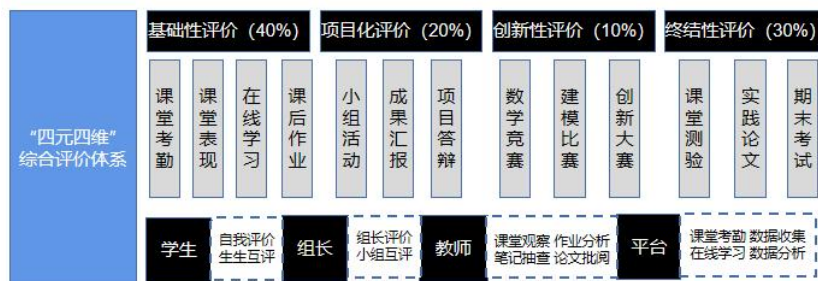 基础性评价（40%）
项目化评价（20%）
创新性评价（10%）
终结性评价（30%）
“四元四维”
综合评价体系
课堂考勤
课堂表现
在线学习
课后作业
小组活动
成果汇报
项目答辩
数学竞赛
建模比赛
创新大赛
课堂测验
实践论文
期末考试
学生
自我评价
生生互评
组长
组长评价
小组互评
教师
课堂观察 作业分析
笔记抽查 论文批阅
平台
课堂考勤 数据收集
在线学习 数据分析